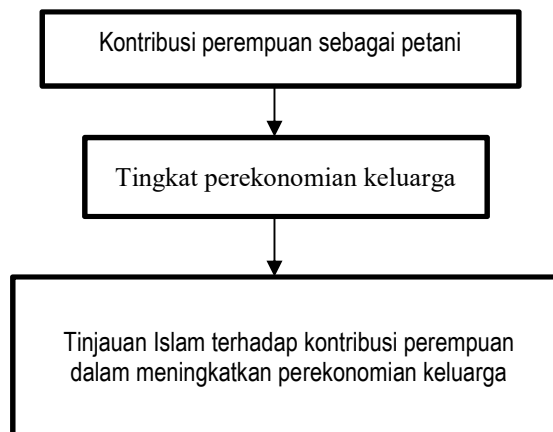 Kontribusi perempuan sebagai petani
Tingkat perekonomian keluarga
Tinjauan Islam terhadap kontribusi perempuan
dalam meningkatkan perekonomian keluarga